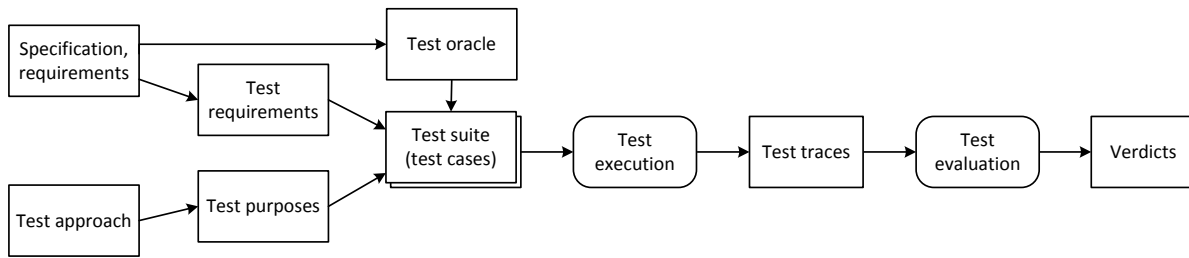 Specification,
requirements
Test oracle
Test
requirements
Test suite
(test cases)
Test
execution
Test traces
Test
evaluation
Verdicts
Test approach
Test purposes